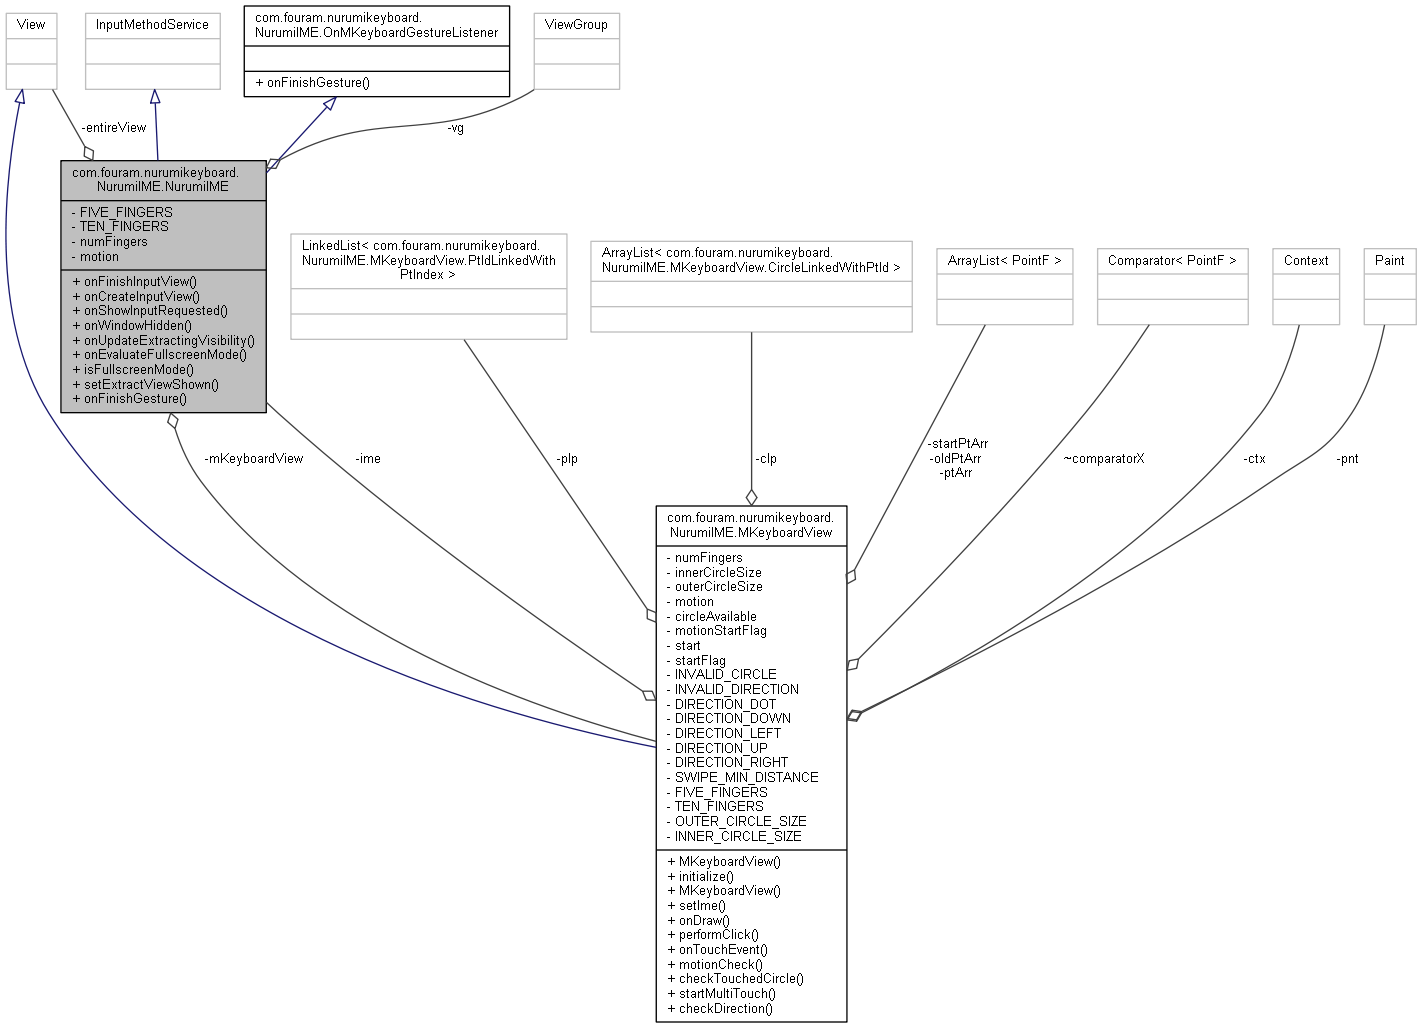 View
InputMethodService
com.fouram.nurumikeyboard.
NurumiIME.OnMKeyboardGestureListener
+ onFinishGesture()
ViewGroup
-entireView
-vg
com.fouram.nurumikeyboard.
NurumiIME.NurumiIME
- FIVE_FINGERS
- TEN_FINGERS
- numFingers
- motion
+ onFinishInputView()
+ onCreateInputView()
+ onShowInputRequested()
+ onWindowHidden()
+ onUpdateExtractingVisibility()
+ onEvaluateFullscreenMode()
+ isFullscreenMode()
+ setExtractViewShown()
+ onFinishGesture()
LinkedList< com.fouram.nurumikeyboard.
NurumiIME.MKeyboardView.PtIdLinkedWith
PtIndex >
ArrayList< com.fouram.nurumikeyboard.
NurumiIME.MKeyboardView.CircleLinkedWithPtId >
ArrayList< PointF >
Comparator< PointF >
Context
Paint
-mKeyboardView
-ime
-plp
-clp
-startPtArr
-oldPtArr
-ptArr
~comparatorX
-ctx
-pnt
com.fouram.nurumikeyboard.
NurumiIME.MKeyboardView
- numFingers
- innerCircleSize
- outerCircleSize
- motion
- circleAvailable
- motionStartFlag
- start
- startFlag
- INVALID_CIRCLE
- INVALID_DIRECTION
- DIRECTION_DOT
- DIRECTION_DOWN
- DIRECTION_LEFT
- DIRECTION_UP
- DIRECTION_RIGHT
- SWIPE_MIN_DISTANCE
- FIVE_FINGERS
- TEN_FINGERS
- OUTER_CIRCLE_SIZE
- INNER_CIRCLE_SIZE
+ MKeyboardView()
+ initialize()
+ MKeyboardView()
+ setIme()
+ onDraw()
+ performClick()
+ onTouchEvent()
+ motionCheck()
+ checkTouchedCircle()
+ startMultiTouch()
+ checkDirection()